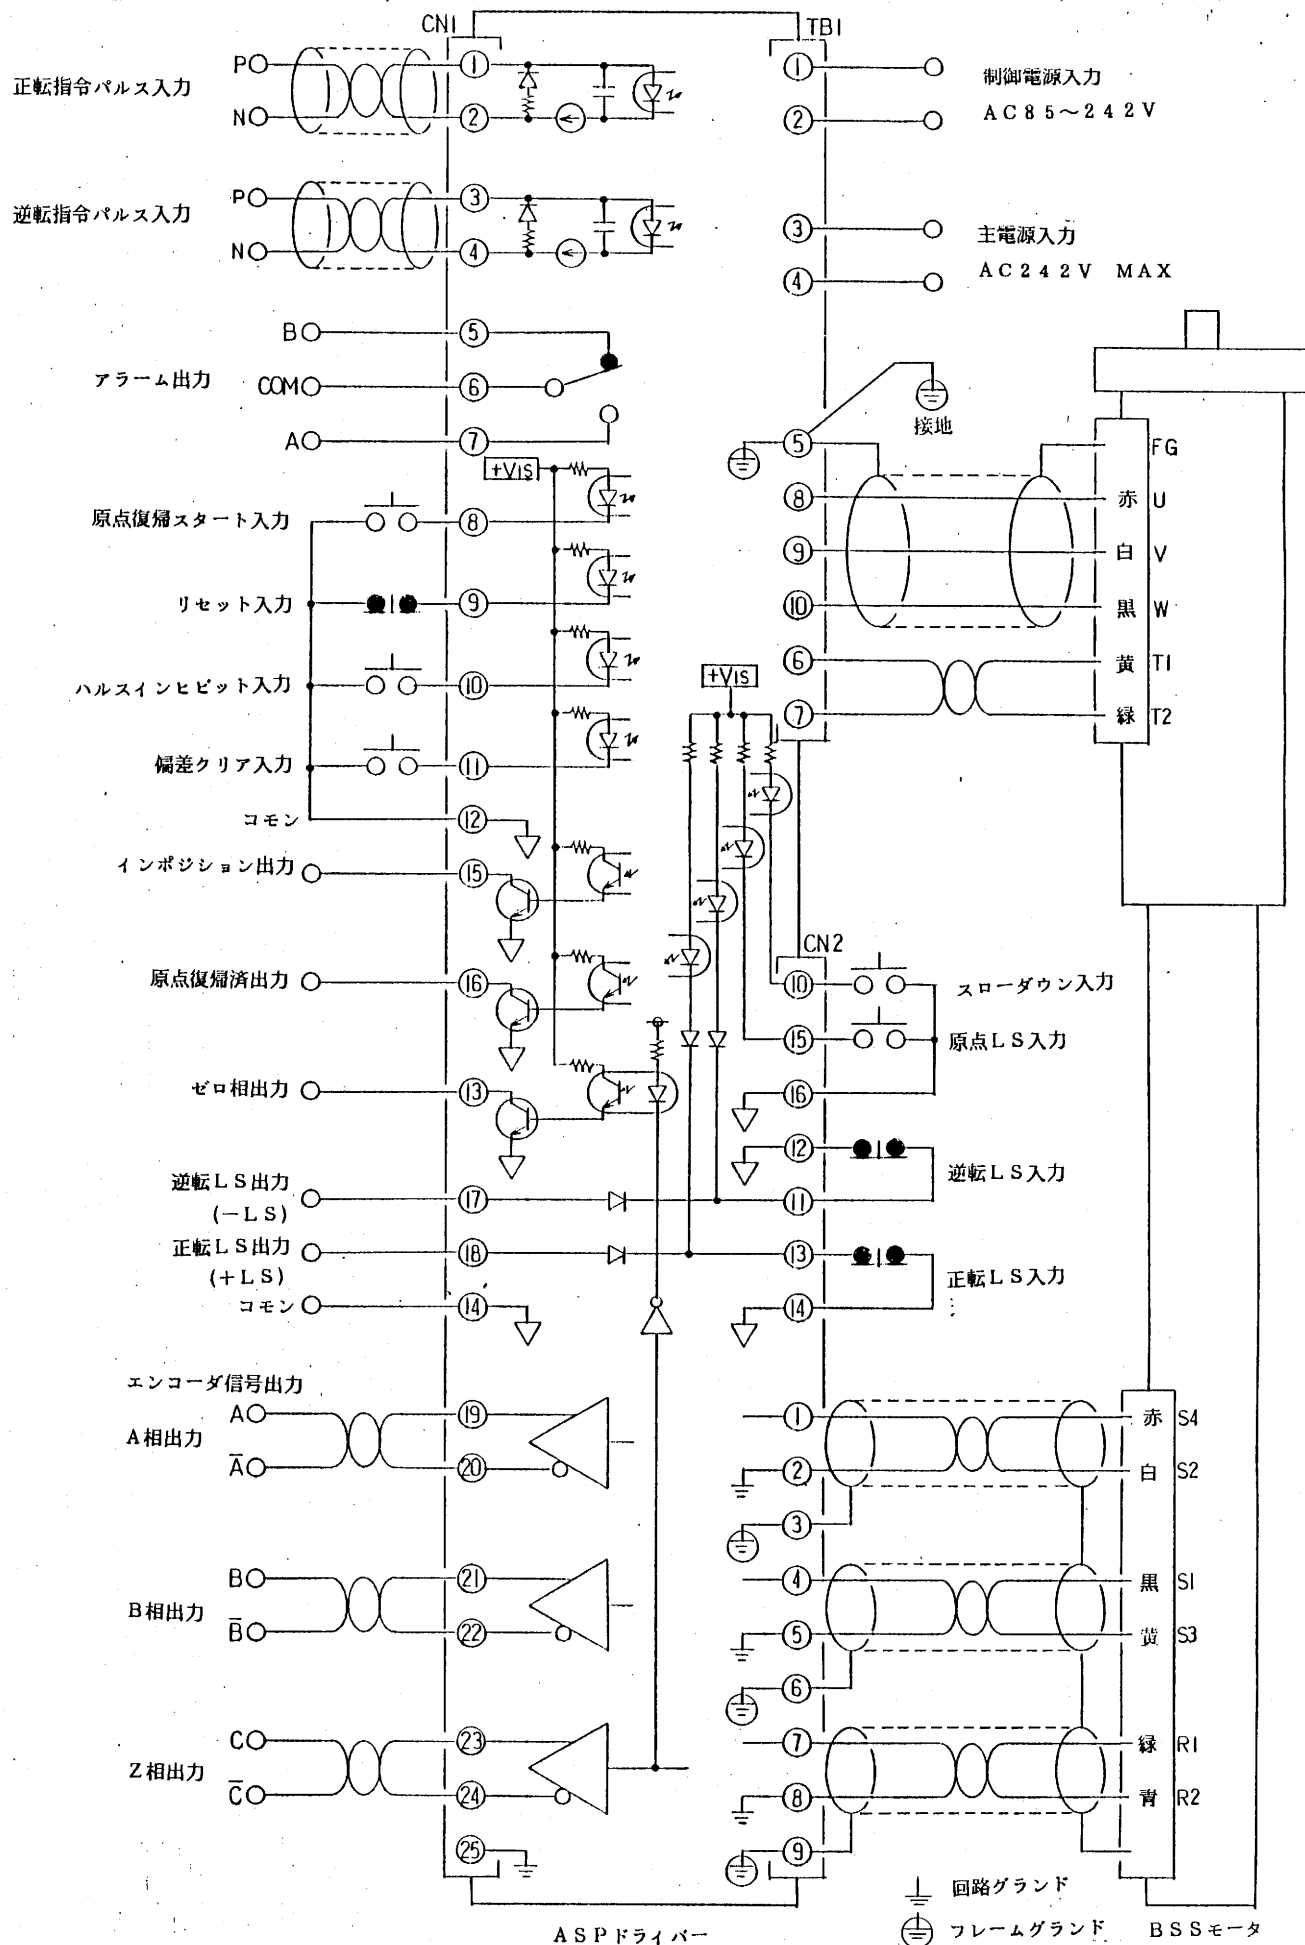 CN1
TB1
正転指令パルス入力
P
N
1
2
1
2
制御電源入力
AC85～242V
逆転指令パルス入力
P
N
3
4
3
4
主電源入力
AC242V MAX
アラーム出力
B
COM
A
5
6
7
+VIS
接地
5
8
9
10
6
7
FG
赤 U
白 V
黒 W
黄 T1
緑 T2
原点復帰スタート入力
8
リセット入力
9
ハルスインヒビット入力
10
偏差クリア入力
11
コモン
12
+VIS
インポジション出力
15
原点復帰済出力
16
ゼロ相出力
13
逆転LS出力
(－LS)
17
正転LS出力
(＋LS)
18
コモン
14
CN2
10
スローダウン入力
15
原点LS入力
16
12
逆転LS入力
11
13
正転LS入力
14
エンコーダ信号出力
A相出力
A
A̅
19
20
B相出力
B
B̅
21
22
Z相出力
C
C̅
23
24
25
1
2
3
4
5
6
7
8
9
赤 S4
白 S2
黒 S1
黄 S3
緑 R1
青 R2
回路グランド
フレームグランド
ASPドライバー
BSSモータ